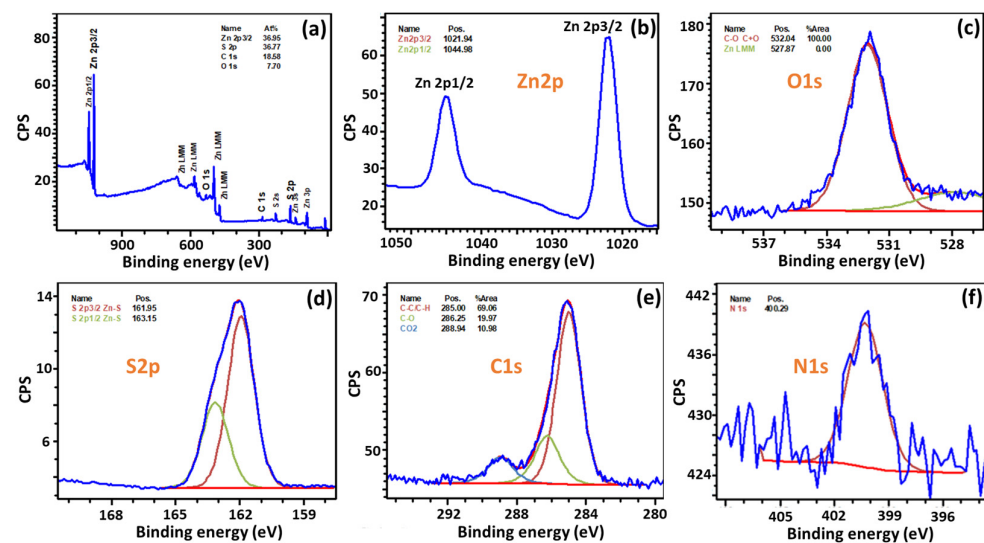 (a)
Name At%
Zn 2p3/2 36.95
S 2p 36.77
C 1s 18.58
O 1s 7.70
Zn 2p3/2
Zn 2p1/2
Zn LMM
Zn LMM
O 1s
Zn LMM
C 1s
S 2s
S 2p
Zn 3s
Zn 3p
CPS
80
60
40
20
900 600 300
Binding energy (eV)
(b)
Name Pos.
Zn2p3/2 1021.94
Zn2p1/2 1044.98
Zn 2p3/2
Zn 2p1/2
Zn2p
CPS
60
50
40
30
20
1050 1040 1030 1020
Binding energy (eV)
(c)
Name Pos. %Area
C-O C+O 532.04 100.00
Zn LMM 527.87 0.00
O1s
CPS
180
170
160
150
537 534 531 528
Binding energy (eV)
(d)
Name Pos.
S 2p3/2 Zn-S 161.95
S 2p1/2 Zn-S 163.15
S2p
CPS
14
10
6
168 165 162 159
Binding energy (eV)
(e)
Name Pos. %Area
C-C/C-H 285.00 69.06
C-O 286.25 19.97
CO2 288.94 10.98
C1s
CPS
70
60
50
292 288 284 280
Binding energy (eV)
(f)
Name Pos.
N 1s 400.29
N1s
CPS
442
436
430
424
405 402 399 396
Binding energy (eV)